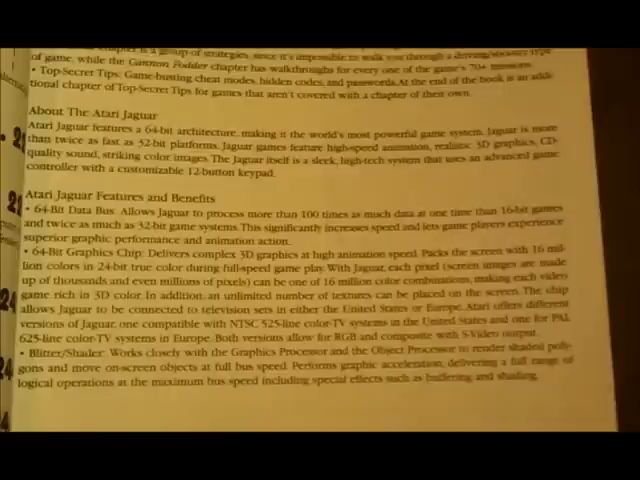 chapter is a group of strategies, since it's impossible to walk you through a driving/shooter type
of game, while the Cannon Fodder chapter has walkthroughs for every one of the game's 70+ missions.
• Top-Secret Tips: Game-busting cheat modes, hidden codes, and passwords. At the end of the book is an addi-
tional chapter of Top-Secret Tips for games that aren't covered with a chapter of their own.
About The Atari Jaguar
Atari Jaguar features a 64-bit architecture, making it the world's most powerful game system. Jaguar is more
than twice as fast as 32-bit platforms. Jaguar games feature high-speed animation, realistic 3D graphics, CD-
quality sound, striking color images. The Jaguar itself is a sleek, high-tech system that uses an advanced game
controller with a customizable 12-button keypad.
Atari Jaguar Features and Benefits
• 64-Bit Data Bus: Allows Jaguar to process more than 100 times as much data at one time than 16-bit games
and twice as much as 32-bit game systems. This significantly increases speed and lets game players experience
superior graphic performance and animation action.
• 64-Bit Graphics Chip: Delivers complex 3D graphics at high animation speed. Packs the screen with 16 mil-
lion colors in 24-bit true color during full-speed game play. With Jaguar, each pixel (screen images are made
up of thousands and even millions of pixels) can be one of 16 million color combinations, making each video
game rich in 3D color. In addition, an unlimited number of textures can be placed on the screen. The chip
allows Jaguar to be connected to television sets in either the United States or Europe. Atari offers different
versions of Jaguar, one compatible with NTSC 525-line color-TV systems in the United States and one for PAL
625-line color-TV systems in Europe. Both versions allow for RGB and composite with S-Video output.
• Blitter/Shader: Works closely with the Graphics Processor and the Object Processor to render shaded poly-
gons and move on-screen objects at full bus speed. Performs graphic acceleration, delivering a full range of
logical operations at the maximum bus speed including special effects such as buffering and shading.